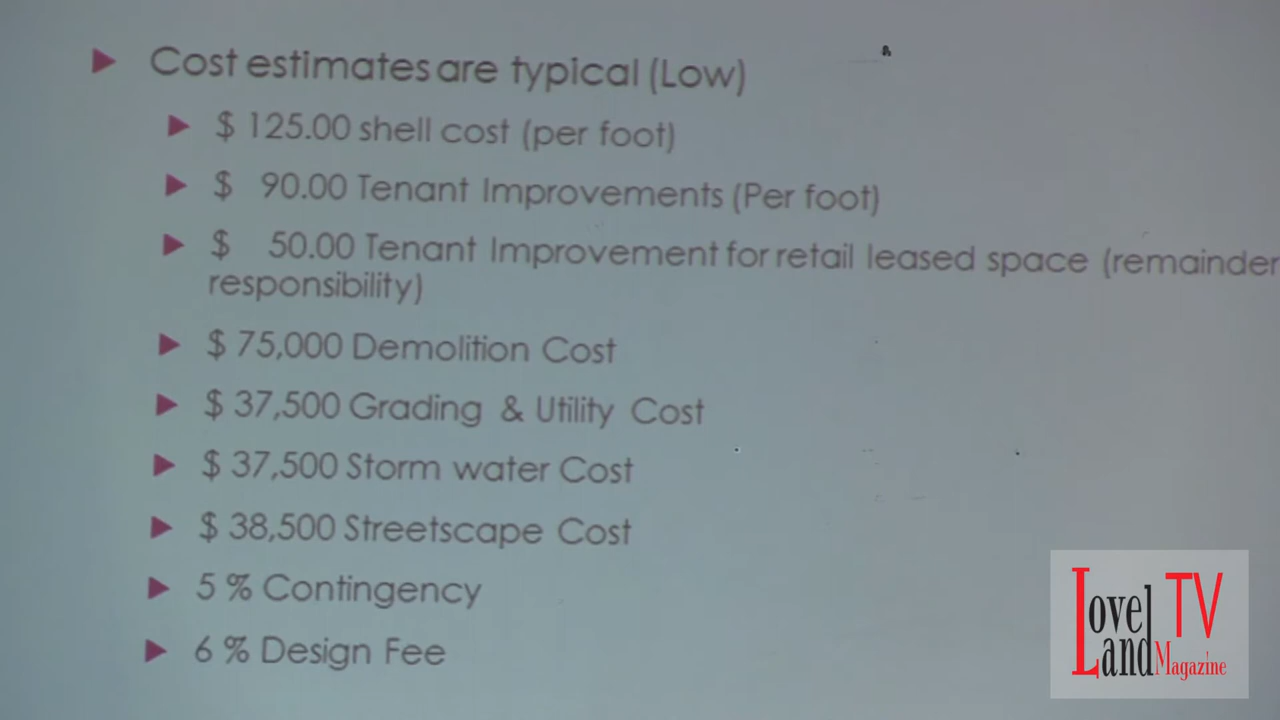 Cost estimates are typical (Low)
$ 125.00 shell cost (per foot)
$ 90.00 Tenant Improvements (Per foot)
$ 50.00 Tenant Improvement for retail leased space (remainder
responsibility)
$ 75,000 Demolition Cost
$ 37,500 Grading & Utility Cost
$ 37,500 Storm water Cost
$ 38,500 Streetscape Cost
5 % Contingency
6 % Design Fee
LoveLand Magazine TV